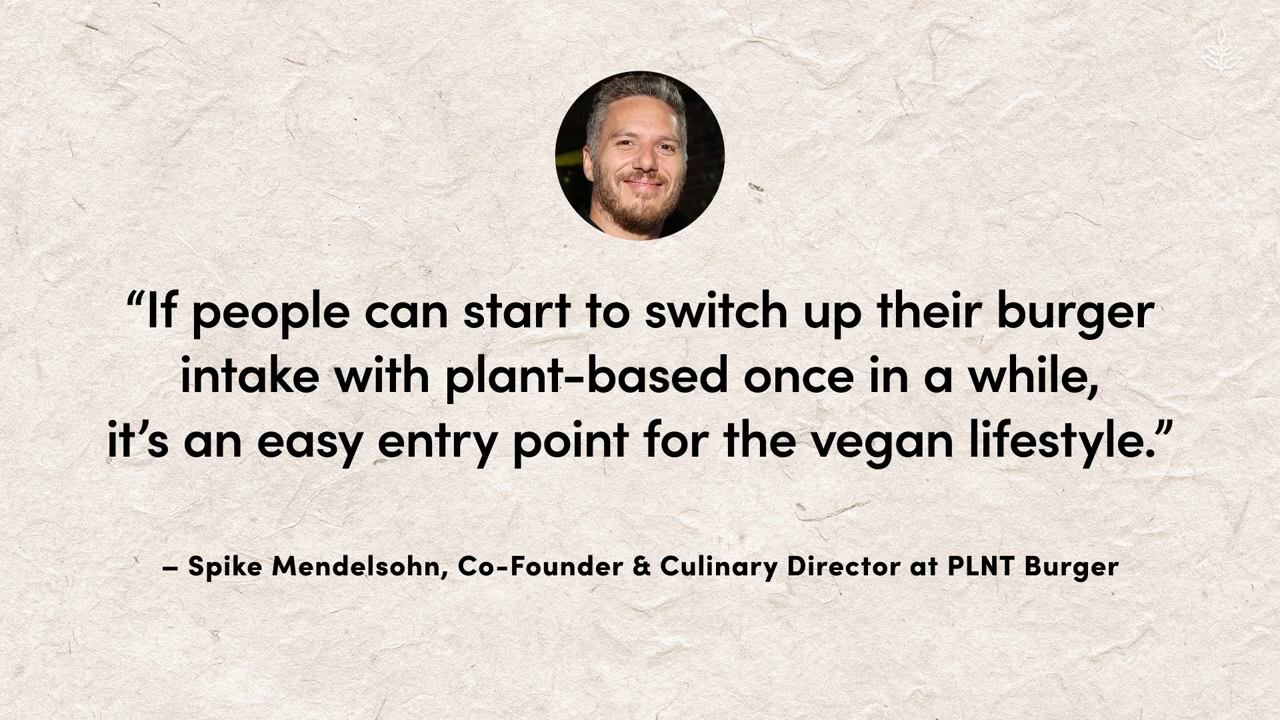 “If people can start to switch up their burger
intake with plant-based once in a while,
it’s an easy entry point for the vegan lifestyle.”
– Spike Mendelsohn, Co-Founder & Culinary Director at PLNT Burger